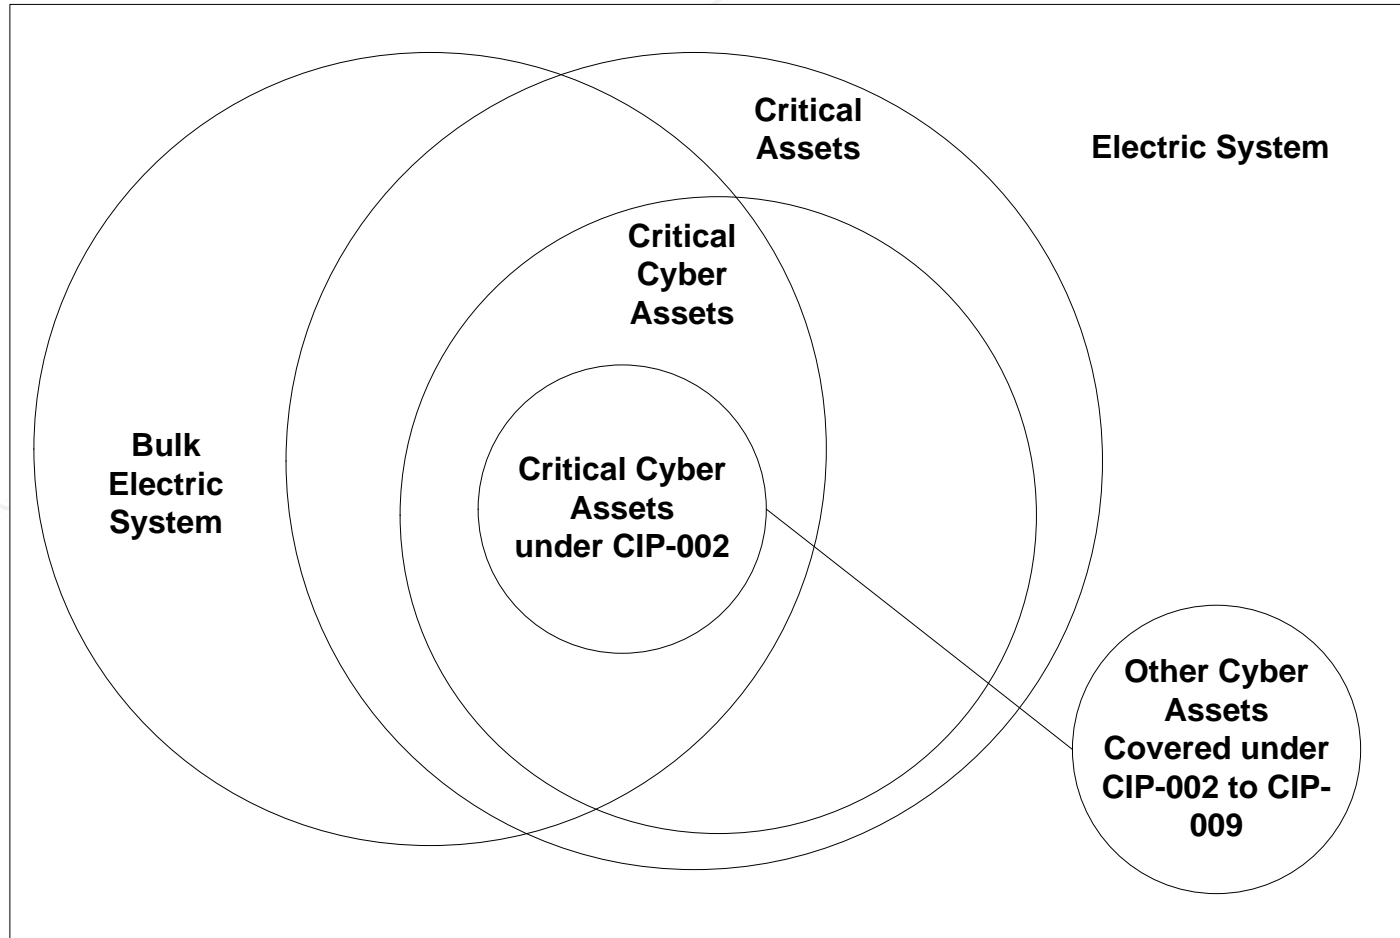 Critical
Assets
Electric System
Critical
Cyber
Assets
Bulk
Electric
System
Critical Cyber
Assets
under CIP-002
Other Cyber
Assets
Covered under
CIP-002 to CIP-
009